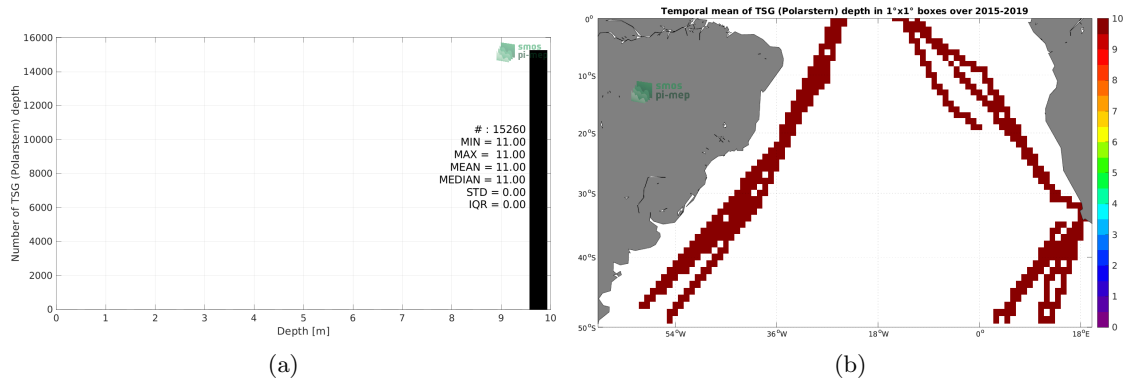 16000
14000
12000
10000
8000
6000
4000
2000
0
Number of TSG (Polarstern) depth
smos
pi-mep
# : 15260
MIN = 11.00
MAX = 11.00
MEAN = 11.00
MEDIAN = 11.00
STD = 0.00
IQR = 0.00
0 1 2 3 4 5 6 7 8 9 10
Depth [m]
(a)
Temporal mean of TSG (Polarstern) depth in 1°x1° boxes over 2015-2019
0°
10°S
20°S
30°S
40°S
50°S
smos
pi-mep
54°W 36°W 18°W 0° 18°E
10
9
8
7
6
5
4
3
2
1
0
(b)